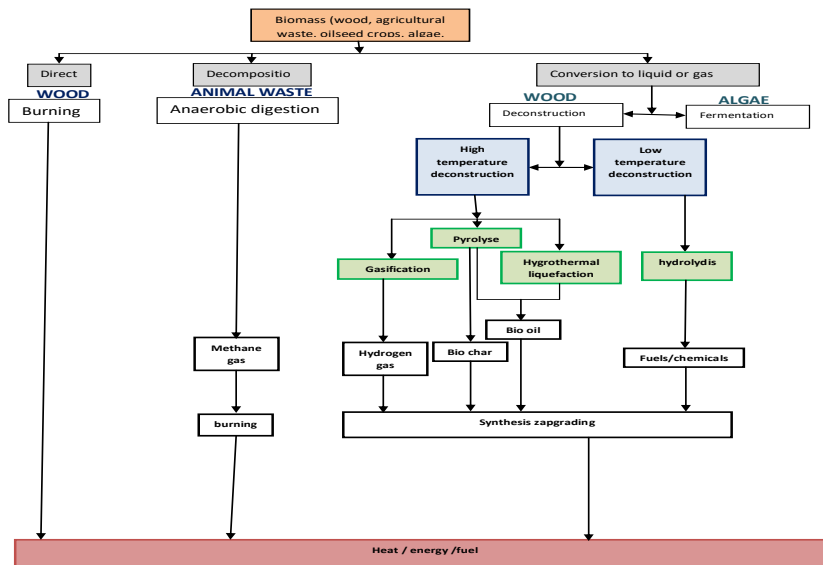 Biomass (wood, agricultural
waste, oilseed crops, algae,
Direct
Decompositio
Conversion to liquid or gas
WOOD
ANIMAL WASTE
WOOD
ALGAE
Burning
Anaerobic digestion
Deconstruction
Fermentation
High
temperature
deconstruction
Low
temperature
deconstruction
Pyrolyse
Gasification
Hygrothermal
liquefaction
hydrolydis
Bio oil
Methane
gas
Hydrogen
gas
Bio char
Fuels/chemicals
burning
Synthesis zapgrading
Heat / energy /fuel